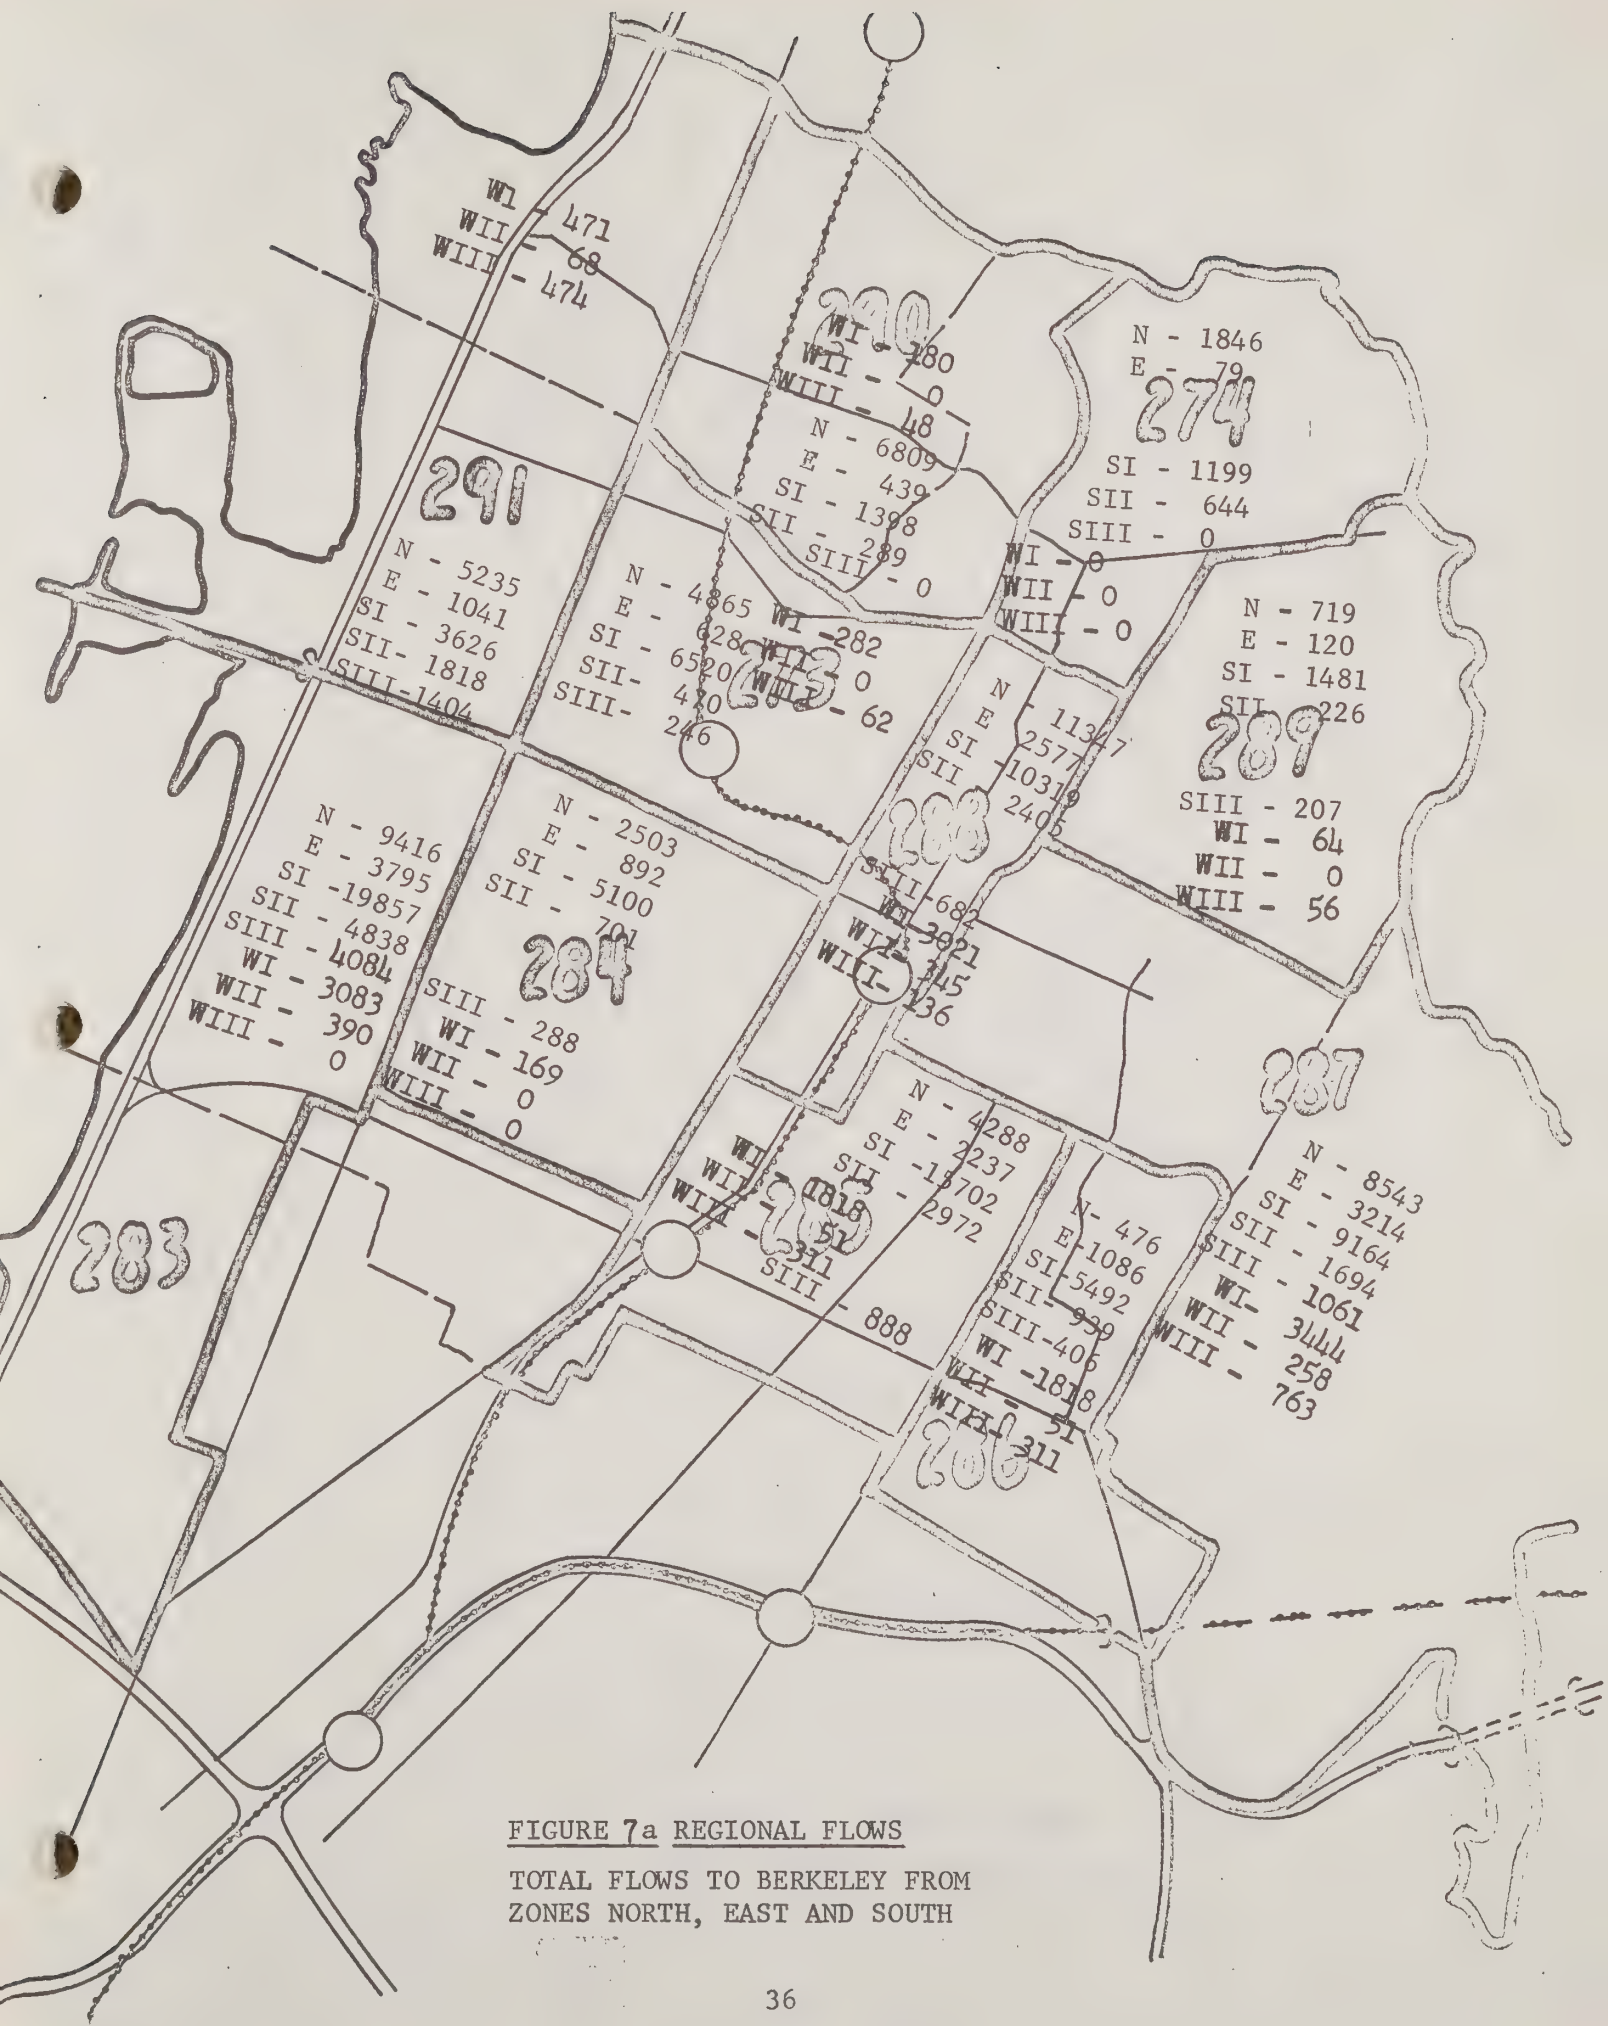 W1 - 471
WII - 68
WIII - 474
290
WI - 180
WII - 0
WIII - 48
N - 6809
E - 439
SI - 1398
SII - 289
SIII - 0
N - 1846
E - 79
274
SI - 1199
SII - 644
SIII - 0
WI - 0
WII - 0
WIII - 0
291
N - 5235
E - 1041
SI - 3626
SII- 1818
SIII-1404
N - 4865
E - 628
SI - 6520
SII- 470
SIII- 246
273
WI -282
WII - 0
WIII - 62
N - 719
E - 120
SI - 1481
SII - 226
289
SIII - 207
WI - 64
WII - 0
WIII - 56
N - 11347
E 2577
SI -10319
SII 2405
288
SIII-682
WI-3021
WII- 345
WIII- 136
N - 9416
E - 3795
SI -19857
SII - 4838
SIII - 4084
WI - 3083
WII - 390
WIII - 0
283
N - 2503
E - 892
SI - 5100
SII - 701
284
SIII - 288
WI - 169
WII - 0
WIII - 0
N - 4288
E - 2237
SI -15702
SII - 2972
WI - 1818
WII - 51
WIII - 311
SIII - 888
N- 476
E-1086
SI-5492
SII- 939
SIII-406
WI -1818
WII - 51
WIII- 311
286
287
N - 8543
E - 3214
SI - 9164
SII - 1694
SIII - 1061
WI- 3444
WII - 258
WIII - 763
FIGURE 7a REGIONAL FLOWS
TOTAL FLOWS TO BERKELEY FROM
ZONES NORTH, EAST AND SOUTH
36